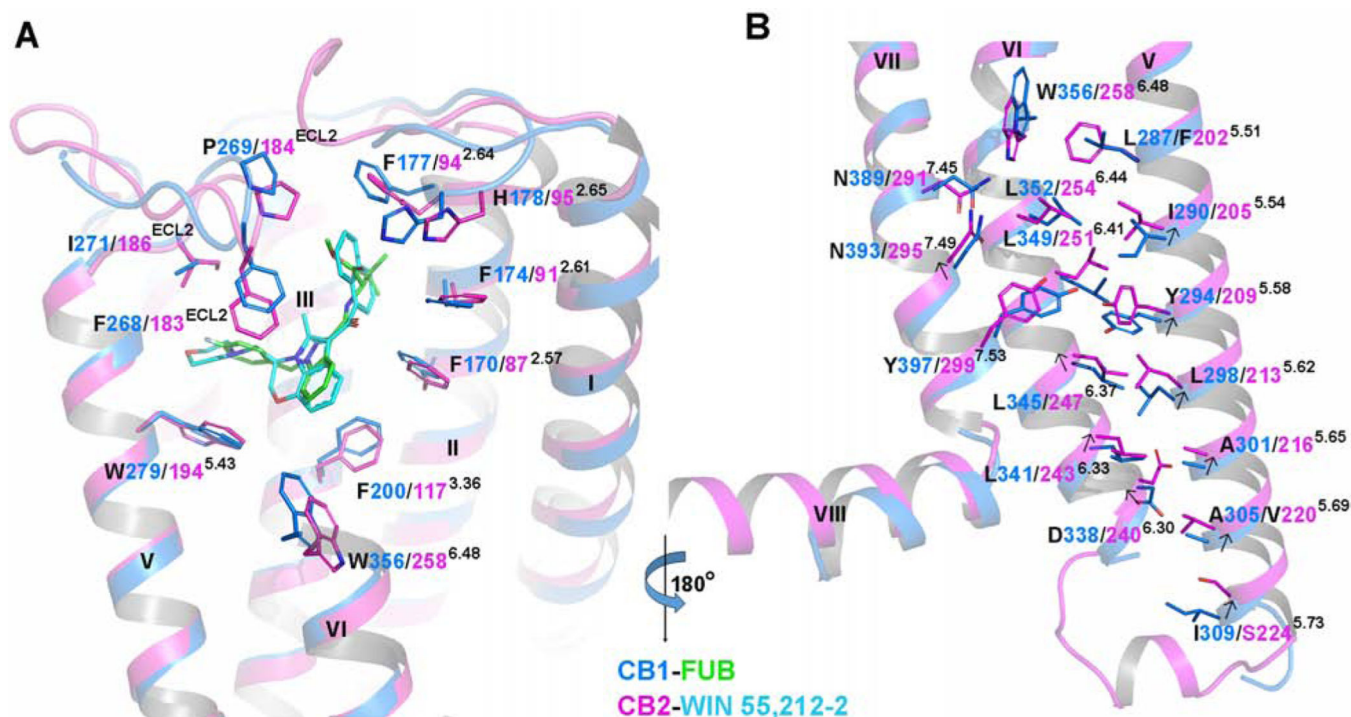 A
P269/184ECL2
F177/942.64
H178/952.65
I271/186ECL2
F174/912.61
III
F268/183ECL2
F170/872.57
I
W279/1945.43
II
F200/1173.36
W356/2586.48
V
VI
B
VII
VI
V
W356/2586.48
L287/F2025.51
N389/2917.45
L352/2546.44
I290/2055.54
L349/2516.41
N393/2957.49
Y294/2095.58
Y397/2997.53
L298/2135.62
L345/2476.37
A301/2165.65
L341/2436.33
VIII
A305/V2205.69
D338/2406.30
I309/S2245.73
180°
CB1-FUB
CB2-WIN 55,212-2